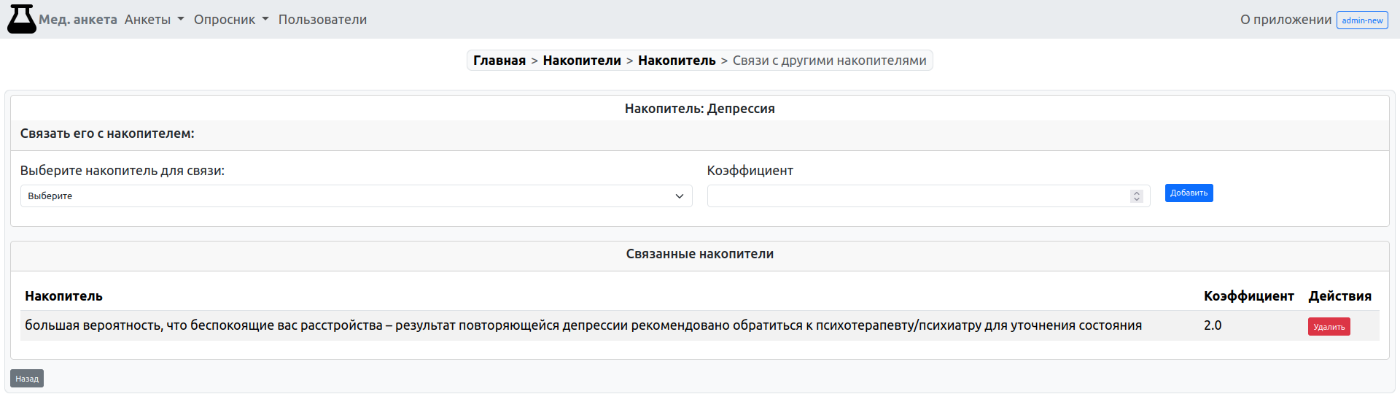 Мед. анкета Анкеты Опросник Пользователи О приложении admin-new
Главная > Накопители > Накопитель > Связи с другими накопителями
Накопитель: Депрессия
Связать его с накопителем:
Выберите накопитель для связи: Коэффициент
Выберите Добавить
Связанные накопители
Накопитель Коэффициент Действия
большая вероятность, что беспокоящие вас расстройства – результат повторяющейся депрессии рекомендовано обратиться к психотерапевту/психиатру для уточнения состояния 2.0 Удалить
Назад